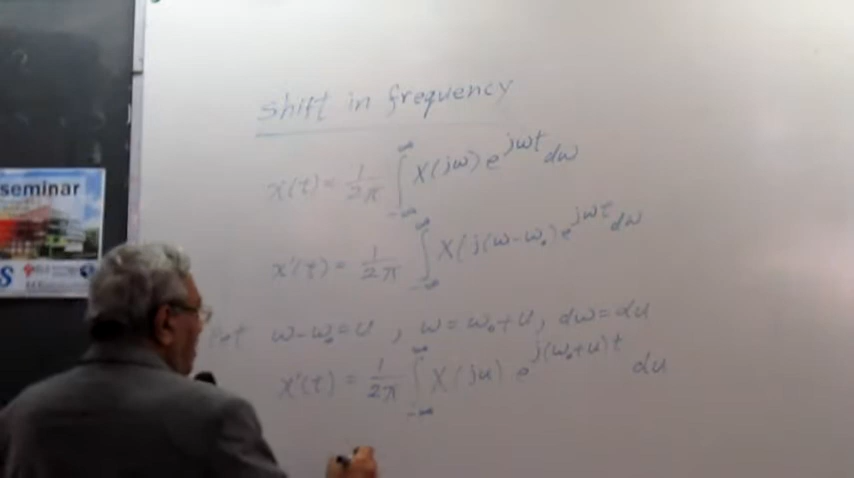 Shift in frequency
x(t) = 1/2π ∫_{-∞}^{∞} X(jω) e^{jωt} dω
x'(t) = 1/2π ∫_{-∞}^{∞} X(j(ω-ω₀) e^{jωt} dω
ω-ω₀=u , ω=ω₀+u, dω=du
x'(t) = 1/2π ∫_{-∞}^{∞} X(ju) e^{j(ω₀+u)t} du
seminar